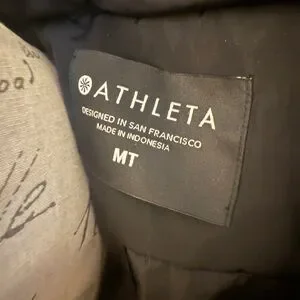 ATHLETA
DESIGNED IN SAN FRANCISCO
MADE IN INDONESIA
MT